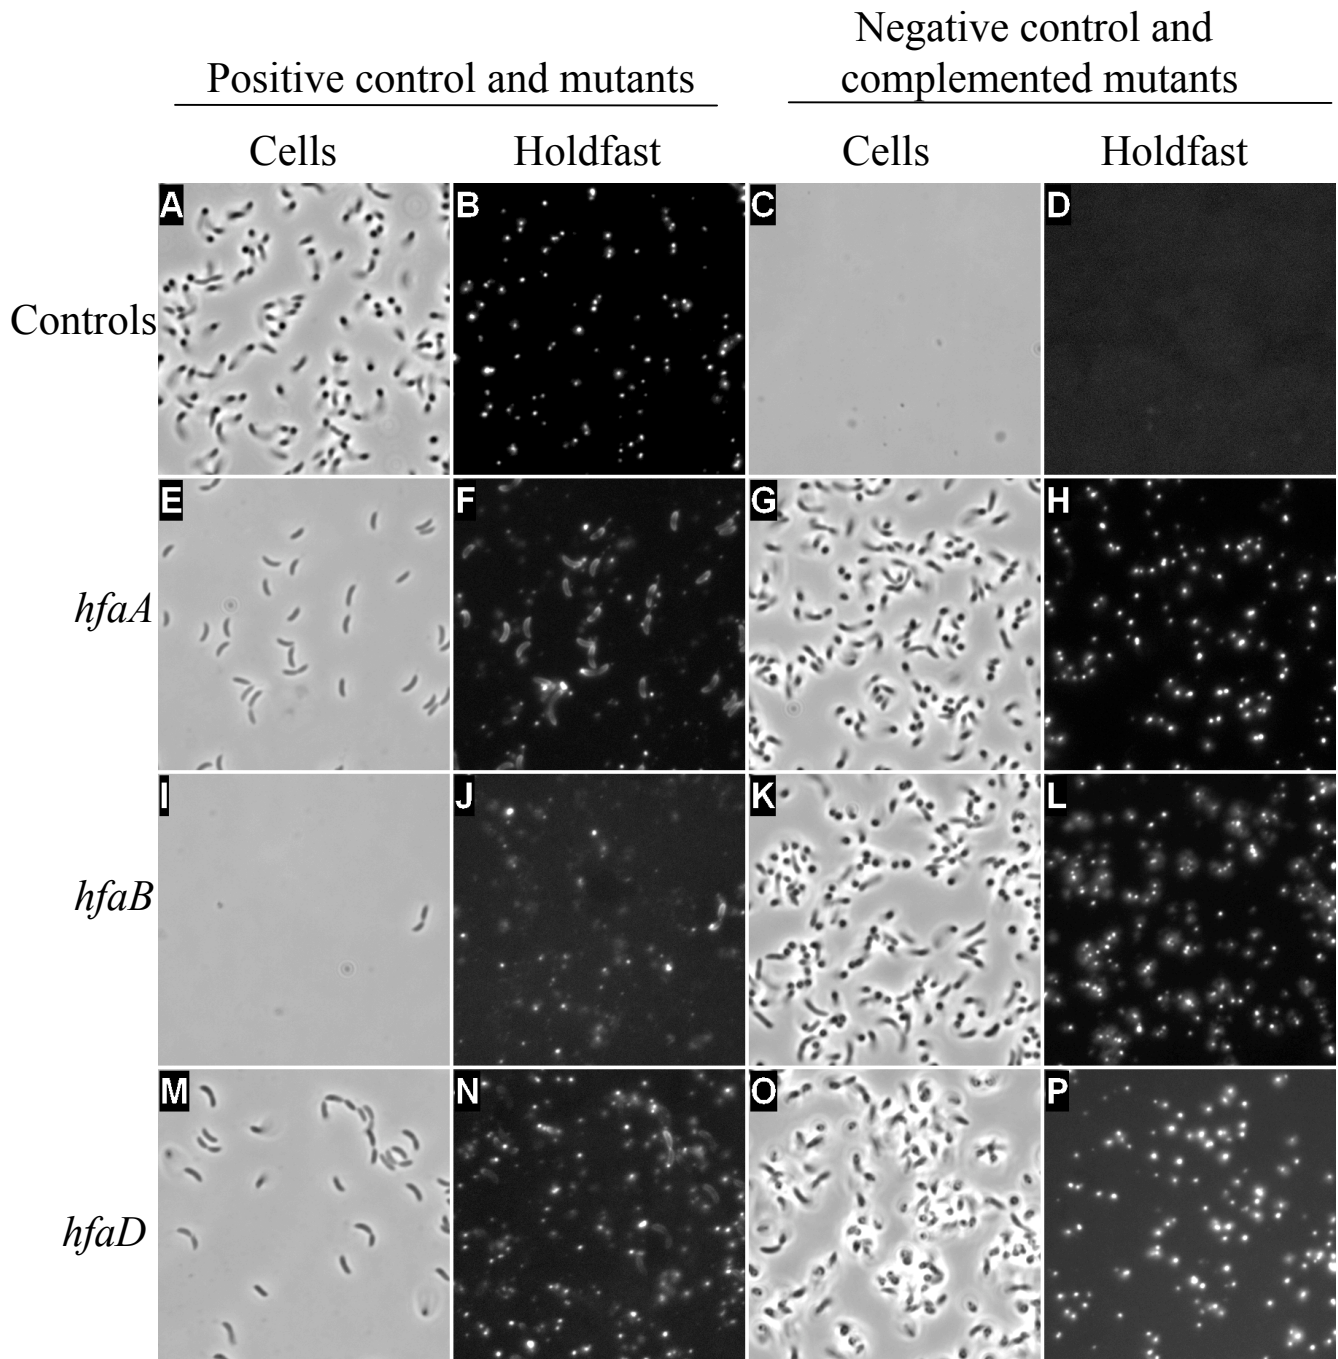 Negative control and
Positive control and mutants
complemented mutants
Cells
Holdfast
Cells
Holdfast
Controls
A
B
C
D
hfaA
E
F
G
H
hfaB
I
J
K
L
hfaD
M
N
O
P